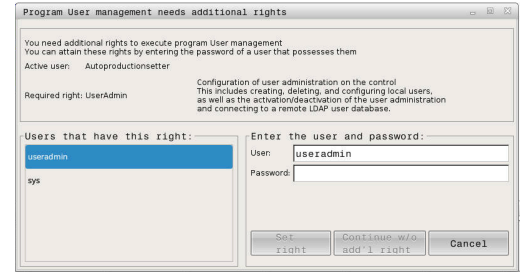 Program User management needs additional rights
You need additional rights to execute program User management
You can attain these rights by entering the password of a user that possesses them
Active user: Autoproductionsetter
Required right: UserAdmin
Configuration of user administration on the control
This includes creating, deleting, and configuring local users,
as well as the activation/deactivation of the user administration
and connecting to a remote LDAP user database.
Users that have this right:
useradmin
sys
Enter the user and password:
User: useradmin
Password:
Set
right
Continue w/o
add'l right
Cancel